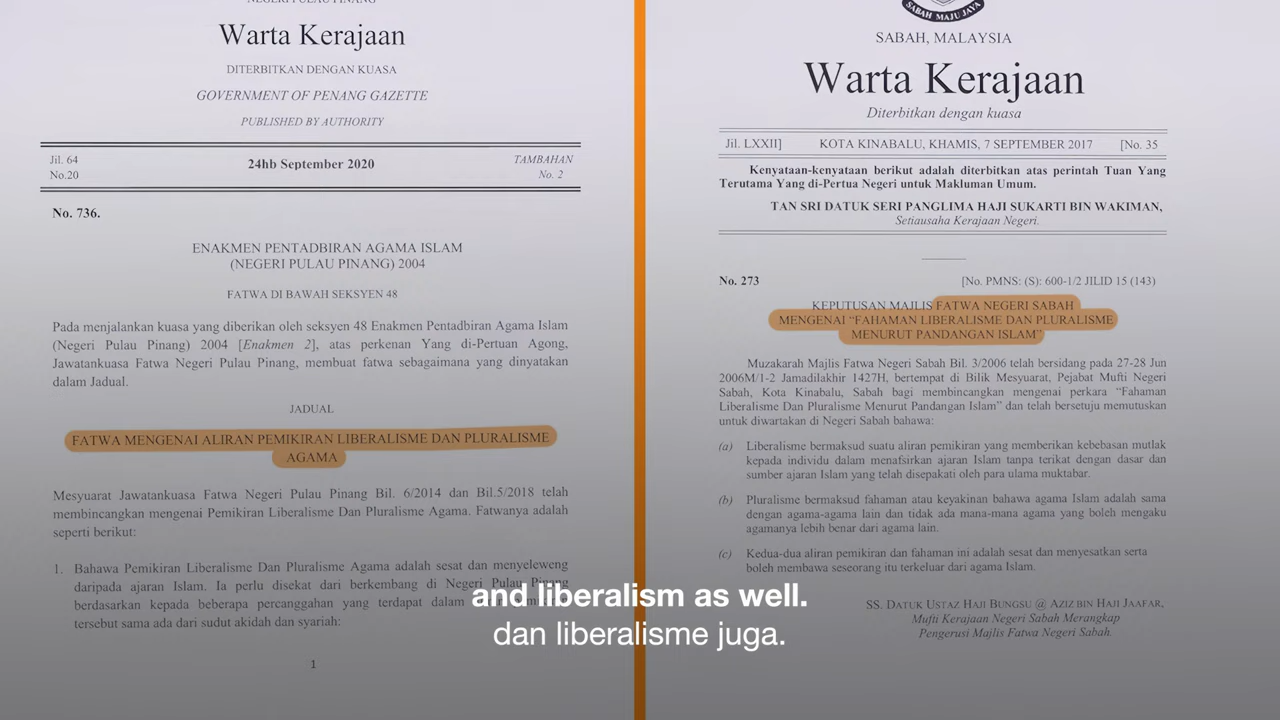 NEGERI PULAU PINANG
Warta Kerajaan
DITERBITKAN DENGAN KUASA
GOVERNMENT OF PENANG GAZETTE
PUBLISHED BY AUTHORITY
Jil. 64
No.20
24hb September 2020
TAMBAHAN
No. 2
No. 736.
ENAKMEN PENTADBIRAN AGAMA ISLAM
(NEGERI PULAU PINANG) 2004
FATWA DI BAWAH SEKSYEN 48
Pada menjalankan kuasa yang diberikan oleh seksyen 48 Enakmen Pentadbiran Agama Islam
(Negeri Pulau Pinang) 2004 [Enakmen 2], atas perkenan Yang di-Pertuan Agong,
Jawatankuasa Fatwa Negeri Pulau Pinang, membuat fatwa sebagaimana yang dinyatakan
dalam Jadual.
JADUAL
FATWA MENGENAI ALIRAN PEMIKIRAN LIBERALISME DAN PLURALISME
AGAMA
Mesyuarat Jawatankuasa Fatwa Negeri Pulau Pinang Bil. 6/2014 dan Bil.5/2018 telah
membincangkan mengenai Pemikiran Liberalisme Dan Pluralisme Agama. Fatwanya adalah
seperti berikut:
1. Bahawa Pemikiran Liberalisme Dan Pluralisme Agama adalah sesat dan menyeleweng
daripada ajaran Islam. Ia perlu disekat dari berkembang di Negeri Pulau Pinang
berdasarkan kepada beberapa percanggahan yang terdapat dalam
tersebut sama ada dari sudut akidah dan syariah:
1
SABAH MAJU JAYA
SABAH, MALAYSIA
Warta Kerajaan
Diterbitkan dengan kuasa
Jil. LXXII] KOTA KINABALU, KHAMIS, 7 SEPTEMBER 2017 [No. 35
Kenyataan-kenyataan berikut adalah diterbitkan atas perintah Tuan Yang
Terutama Yang di-Pertua Negeri untuk Makluman Umum.
TAN SRI DATUK SERI PANGLIMA HAJI SUKARTI BIN WAKIMAN,
Setiausaha Kerajaan Negeri.
No. 273 [No. PMNS: (S): 600-1/2 JILID 15 (143)
KEPUTUSAN MAJLIS FATWA NEGERI SABAH
MENGENAI “FAHAMAN LIBERALISME DAN PLURALISME
MENURUT PANDANGAN ISLAM”
Muzakarah Majlis Fatwa Negeri Sabah Bil. 3/2006 telah bersidang pada 27-28 Jun
2006M/1-2 Jamadilakhir 1427H, bertempat di Bilik Mesyuarat, Pejabat Mufti Negeri
Sabah, Kota Kinabalu, Sabah bagi membincangkan mengenai perkara “Fahaman
Liberalisme Dan Pluralisme Menurut Pandangan Islam” dan telah bersetuju memutuskan
untuk diwartakan di Negeri Sabah bahawa:
(a) Liberalisme bermaksud suatu aliran pemikiran yang memberikan kebebasan mutlak
kepada individu dalam menafsirkan ajaran Islam tanpa terikat dengan dasar dan
sumber ajaran Islam yang telah disepakati oleh para ulama muktabar.
(b) Pluralisme bermaksud fahaman atau keyakinan bahawa agama Islam adalah sama
dengan agama-agama lain dan tidak ada mana-mana agama yang boleh mengaku
agamanya lebih benar dari agama lain.
(c) Kedua-dua aliran pemikiran dan fahaman ini adalah sesat dan menyesatkan serta
boleh membawa seseorang itu terkeluar dari agama Islam.
SS. DATUK USTAZ HAJI BUNGSU @ AZIZ BIN HAJI JAAFAR,
Mufti Kerajaan Negeri Sabah Merangkap
Pengerusi Majlis Fatwa Negeri Sabah.
and liberalism as well.
dan liberalisme juga.